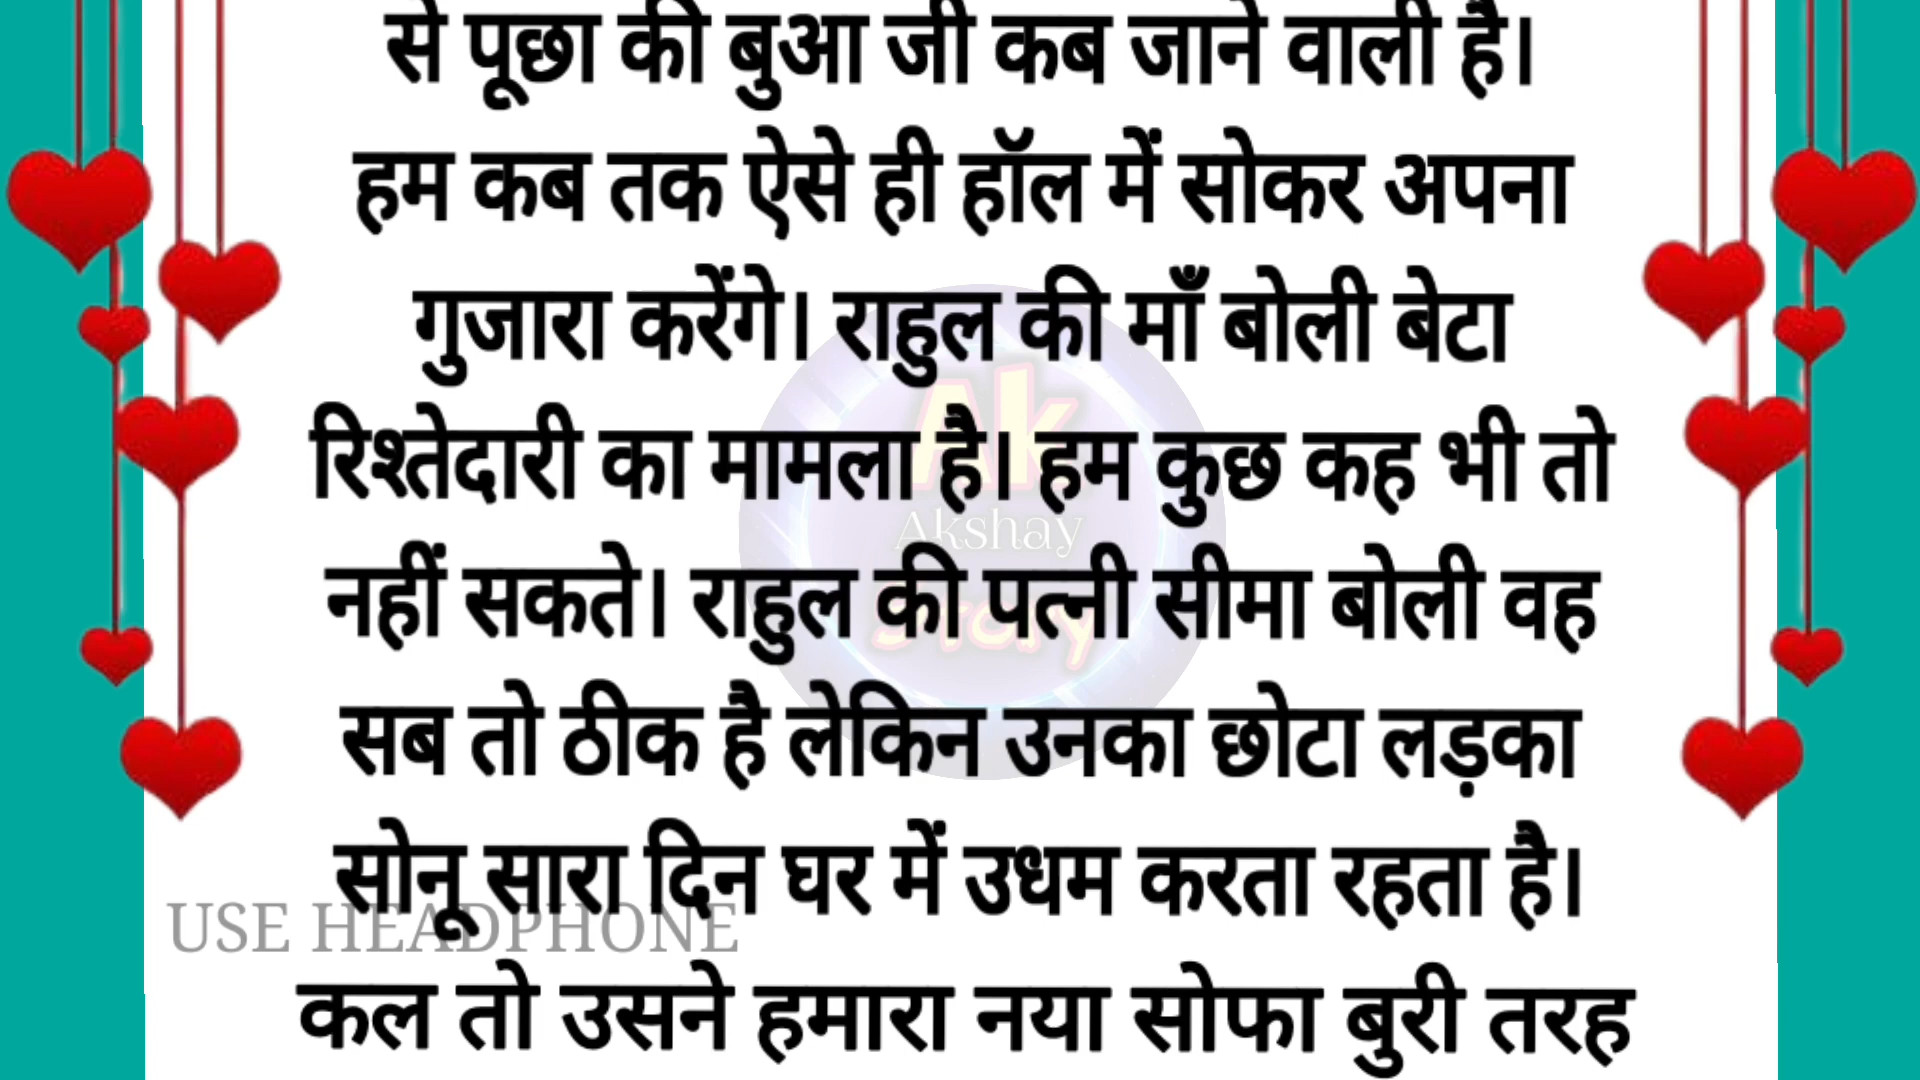 से पूछा की बुआ जी कब जाने वाली है।
हम कब तक ऐसे ही हॉल में सोकर अपना
गुजारा करेंगे। राहुल की माँ बोली बेटा
रिश्तेदारी का मामला है। हम कुछ कह भी तो
नहीं सकते। राहुल की पत्नी सीमा बोली वह
सब तो ठीक है लेकिन उनका छोटा लड़का
सोनू सारा दिन घर में उधम करता रहता है।
कल तो उसने हमारा नया सोफा बुरी तरह
Ak
Akshay
Story
USE HEADPHONE